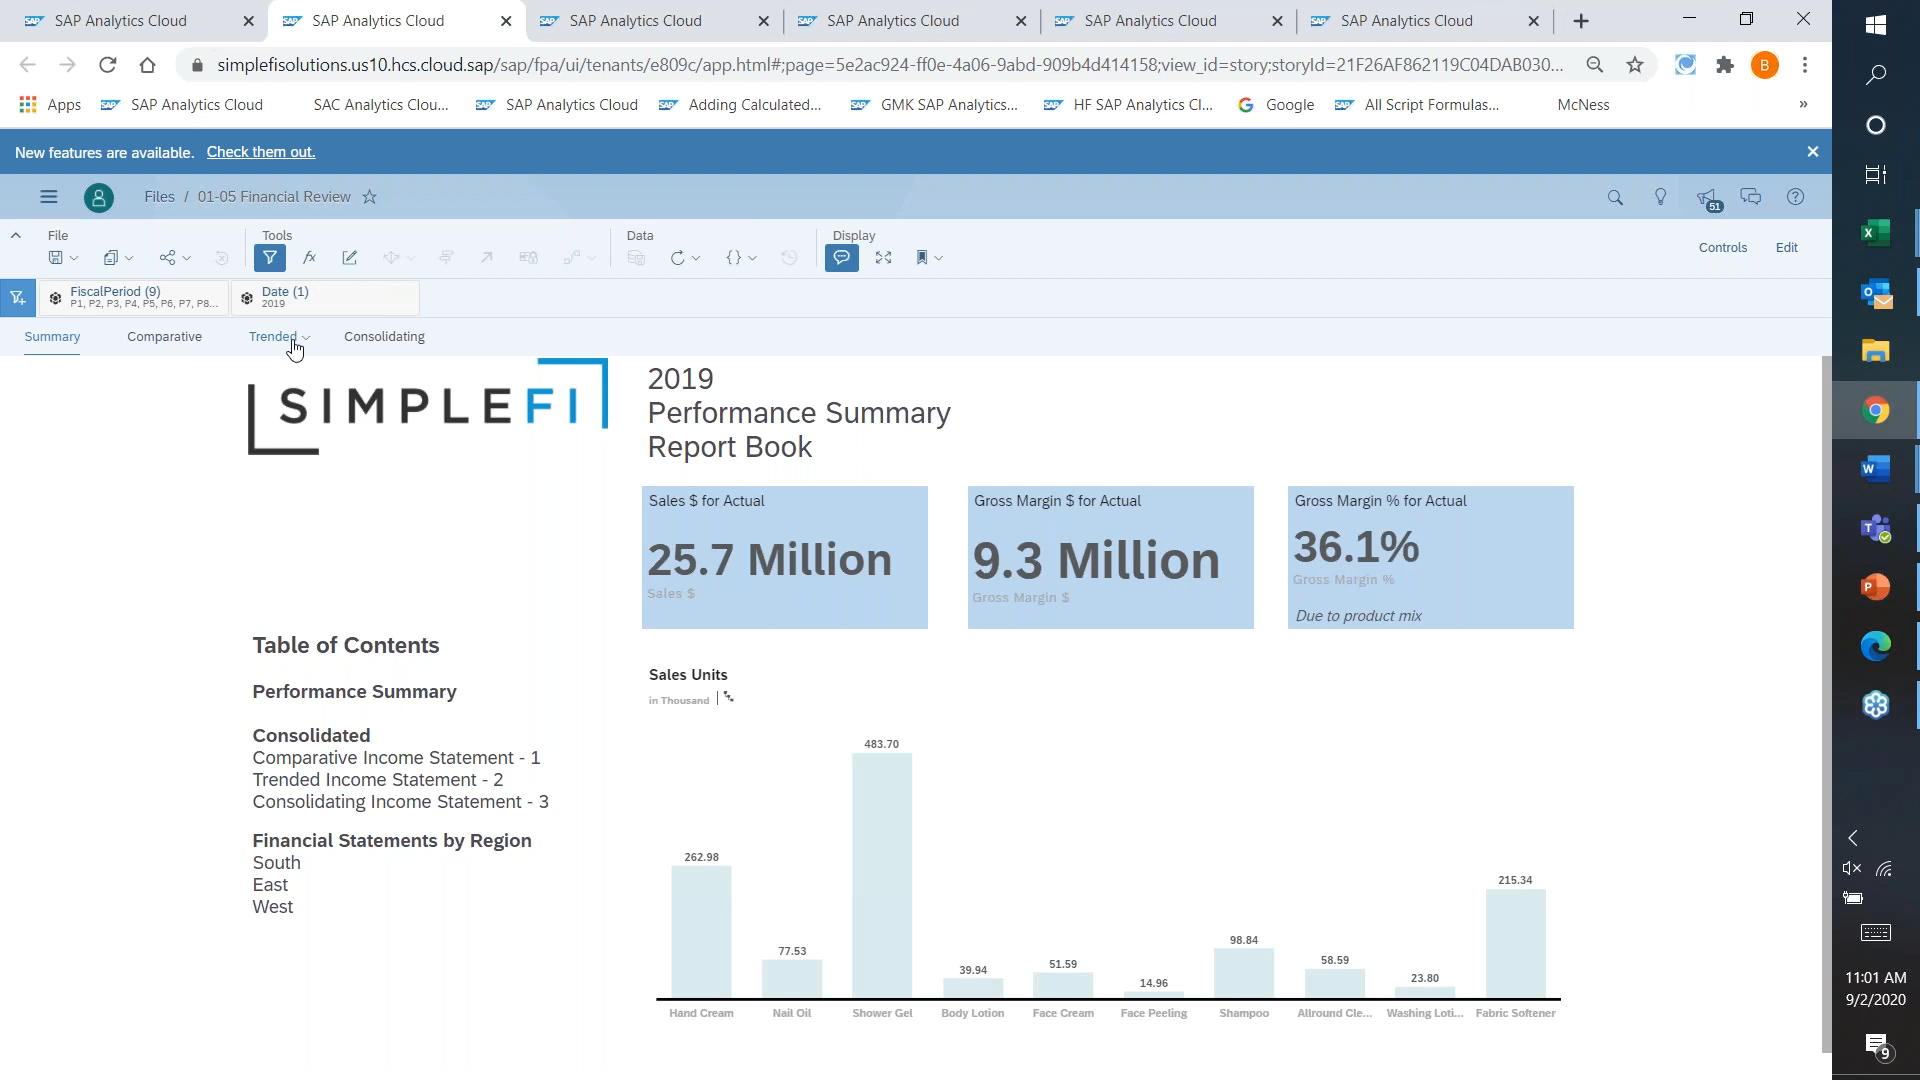 SAP Analytics Cloud
SAP Analytics Cloud
SAP Analytics Cloud
SAP Analytics Cloud
SAP Analytics Cloud
SAP Analytics Cloud
simplefisolutions.us10.hcs.cloud.sap/sap/fpa/ui/tenants/e809c/app.html#;page=5e2ac924-ff0e-4a06-9abd-909b4d414158;view_id=story;storyId=21F26AF862119C04DAB030...
B
Apps
SAP Analytics Cloud
SAC Analytics Clou...
SAP Analytics Cloud
Adding Calculated...
GMK SAP Analytics...
HF SAP Analytics Cl...
Google
All Script Formulas...
McNess
»
New features are available. Check them out.
Files / 01-05 Financial Review
51
File
Tools
Data
Display
Controls
Edit
FiscalPeriod (9)
P1, P2, P3, P4, P5, P6, P7, P8...
Date (1)
2019
Summary
Comparative
Trended
Consolidating
SIMPLEFI
2019
Performance Summary
Report Book
Sales $ for Actual
25.7 Million
Sales $
Gross Margin $ for Actual
9.3 Million
Gross Margin $
Gross Margin % for Actual
36.1%
Gross Margin %
Due to product mix
Table of Contents
Performance Summary
Consolidated
Comparative Income Statement - 1
Trended Income Statement - 2
Consolidating Income Statement - 3
Financial Statements by Region
South
East
West
Sales Units
in Thousand
262.98
77.53
483.70
39.94
51.59
14.96
98.84
58.59
23.80
215.34
Hand Cream
Nail Oil
Shower Gel
Body Lotion
Face Cream
Face Peeling
Shampoo
Allround Cle...
Washing Loti...
Fabric Softener
11:01 AM
9/2/2020
9